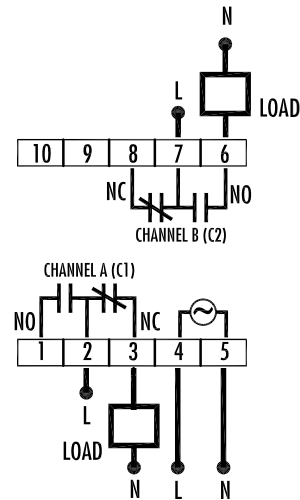 N
L
LOAD
10 9 8 7 6
NC NO
CHANNEL B (C2)
CHANNEL A (C1)
NO NC
1 2 3 4 5
L
LOAD
N L N